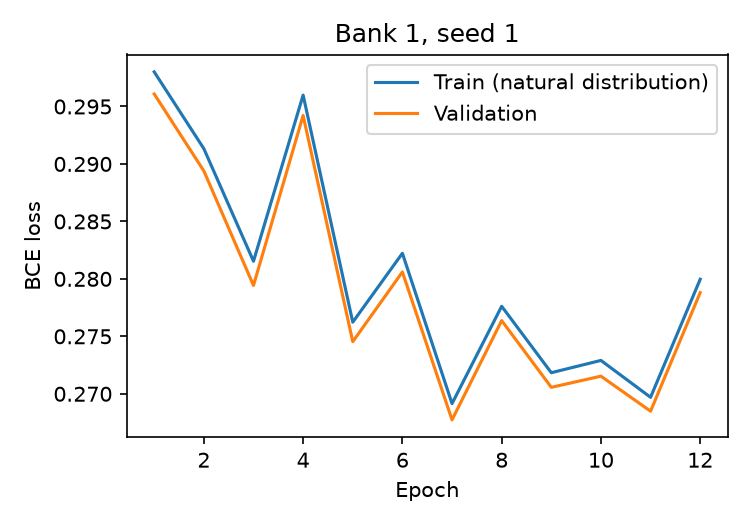 Bank 1, seed 1
Train (natural distribution)
Validation
BCE loss
0.295
0.290
0.285
0.280
0.275
0.270
2 4 6 8 10 12
Epoch